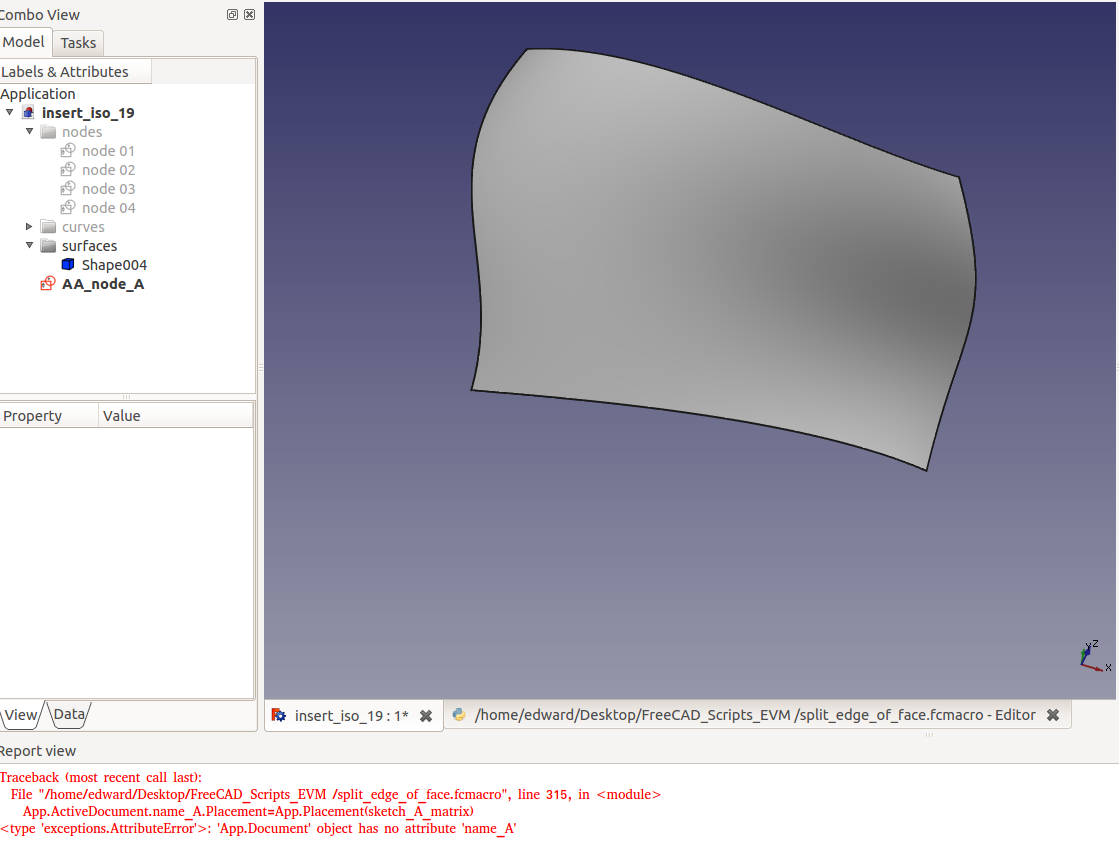 Combo View
Model Tasks
Labels & Attributes
Application
insert_iso_19
nodes
node 01
node 02
node 03
node 04
curves
surfaces
Shape004
AA_node_A
Property Value
View Data
Z
Y
X
insert_iso_19 : 1*
/home/edward/Desktop/FreeCAD_Scripts_EVM /split_edge_of_face.fcmacro - Editor
Report view
Traceback (most recent call last):
File "/home/edward/Desktop/FreeCAD_Scripts_EVM /split_edge_of_face.fcmacro", line 315, in <module>
App.ActiveDocument.name_A.Placement=App.Placement(sketch_A_matrix)
<type 'exceptions.AttributeError'>: 'App.Document' object has no attribute 'name_A'